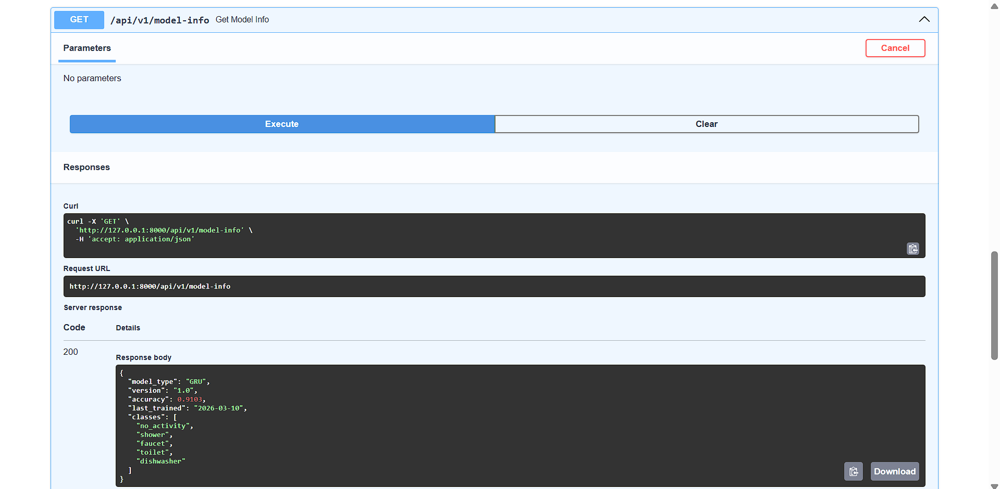 GET /api/v1/model-info Get Model Info
Parameters
Cancel
No parameters
Execute
Clear
Responses
Curl
curl -X 'GET' \
  'http://127.0.0.1:8000/api/v1/model-info' \
  -H 'accept: application/json'
Request URL
http://127.0.0.1:8000/api/v1/model-info
Server response
Code Details
200
Response body
{
  "model_type": "GRU",
  "version": "1.0",
  "accuracy": 0.9103,
  "last_trained": "2026-03-10",
  "classes": [
    "no_activity",
    "shower",
    "faucet",
    "toilet",
    "dishwasher"
  ]
}
Download